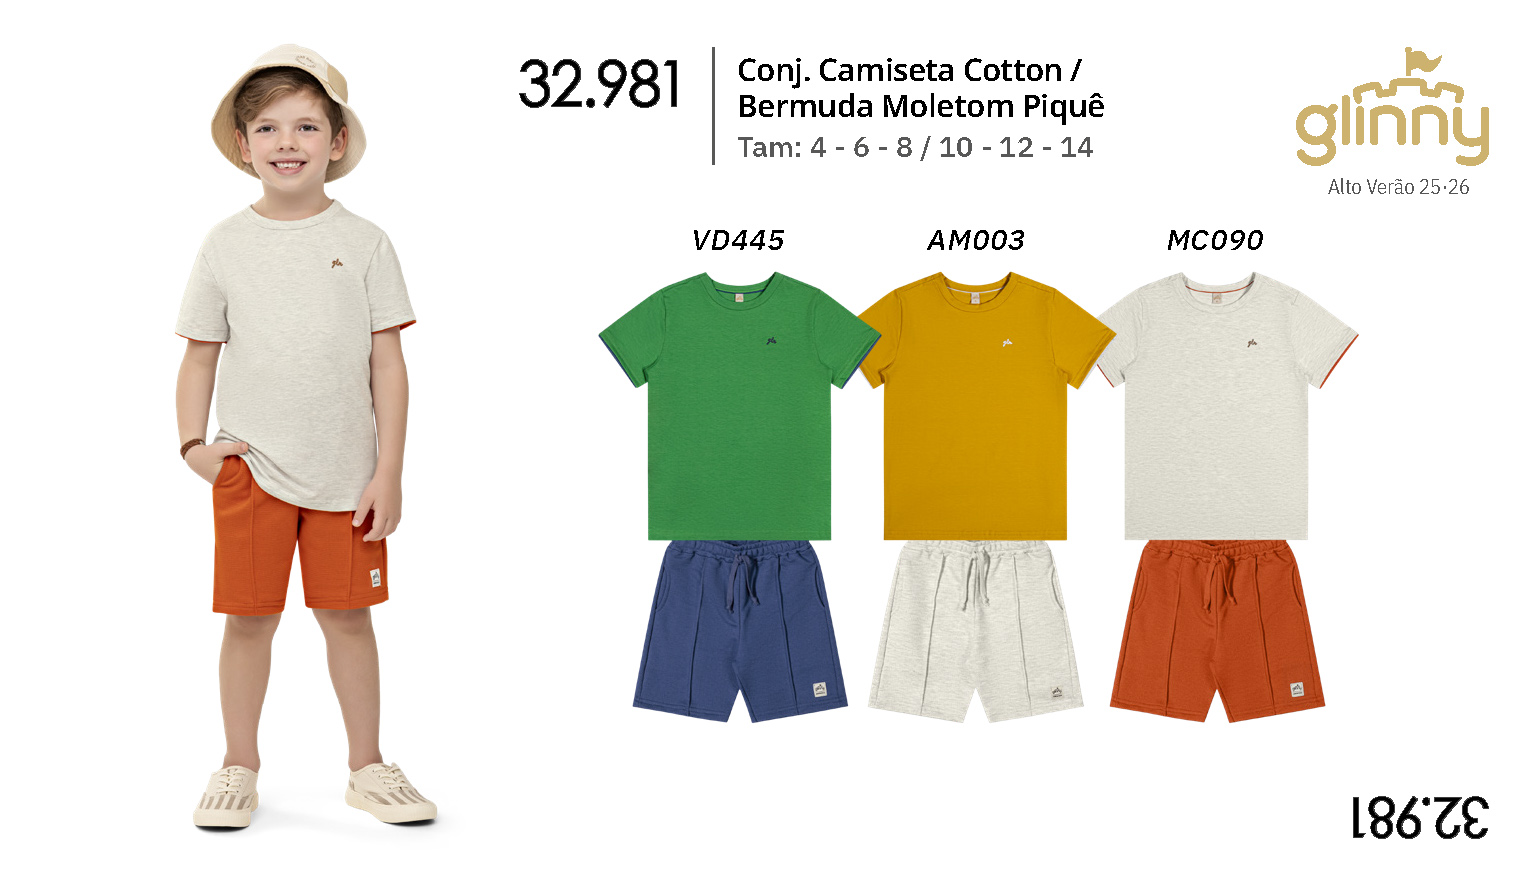 32.981
Conj. Camiseta Cotton /
Bermuda Moletom Piquê
Tam: 4 - 6 - 8 / 10 - 12 - 14
glinny
Alto Verão 25·26
VD445
AM003
MC090
32.981